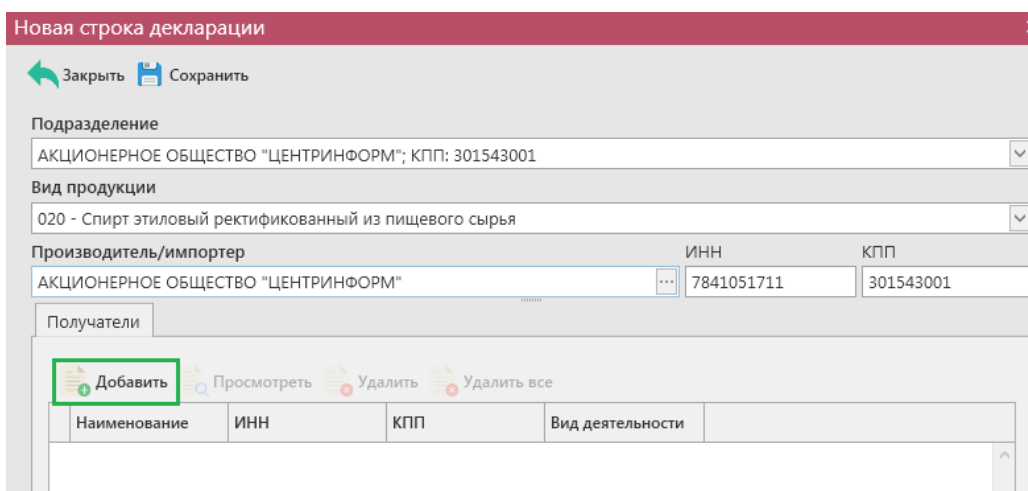 Новая строка декларации
Закрыть Сохранить
Подразделение
АКЦИОНЕРНОЕ ОБЩЕСТВО "ЦЕНТРИНФОРМ"; КПП: 301543001
Вид продукции
020 - Спирт этиловый ректификованный из пищевого сырья
Производитель/импортер ИНН КПП
АКЦИОНЕРНОЕ ОБЩЕСТВО "ЦЕНТРИНФОРМ" ... 7841051711 301543001
Получатели
Добавить Просмотреть Удалить Удалить все
Наименование ИНН КПП Вид деятельности